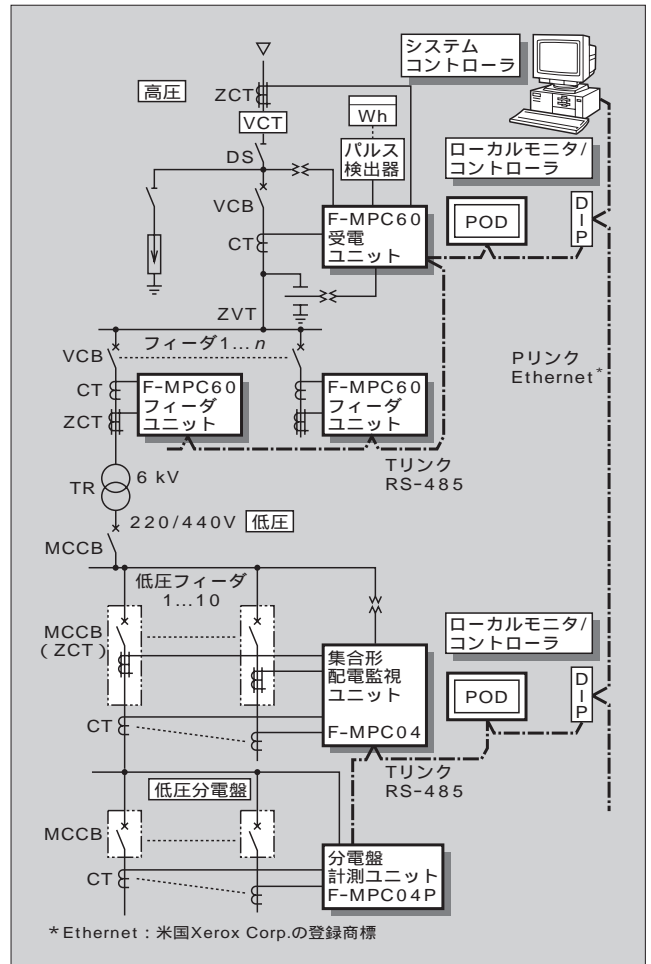 システム
コントローラ
高圧
ZCT
VCT
Wh
パルス
検出器
ローカルモニタ/
コントローラ
DS
VCB
CT
F-MPC60
受電
ユニット
POD
DIP
ZVT
フィーダ1...n
VCB
CT
ZCT
F-MPC60
フィーダ
ユニット
F-MPC60
フィーダ
ユニット
Pリンク
Ethernet*
Tリンク
RS-485
TR
6 kV
220/440V
低圧
MCCB
低圧フィーダ
1...10
MCCB
(ZCT)
ローカルモニタ/
コントローラ
集合形
配電監視
ユニット
F-MPC04
POD
DIP
CT
Tリンク
RS-485
低圧分電盤
MCCB
CT
分電盤
計測ユニット
F-MPC04P
*Ethernet:米国Xerox Corp.の登録商標